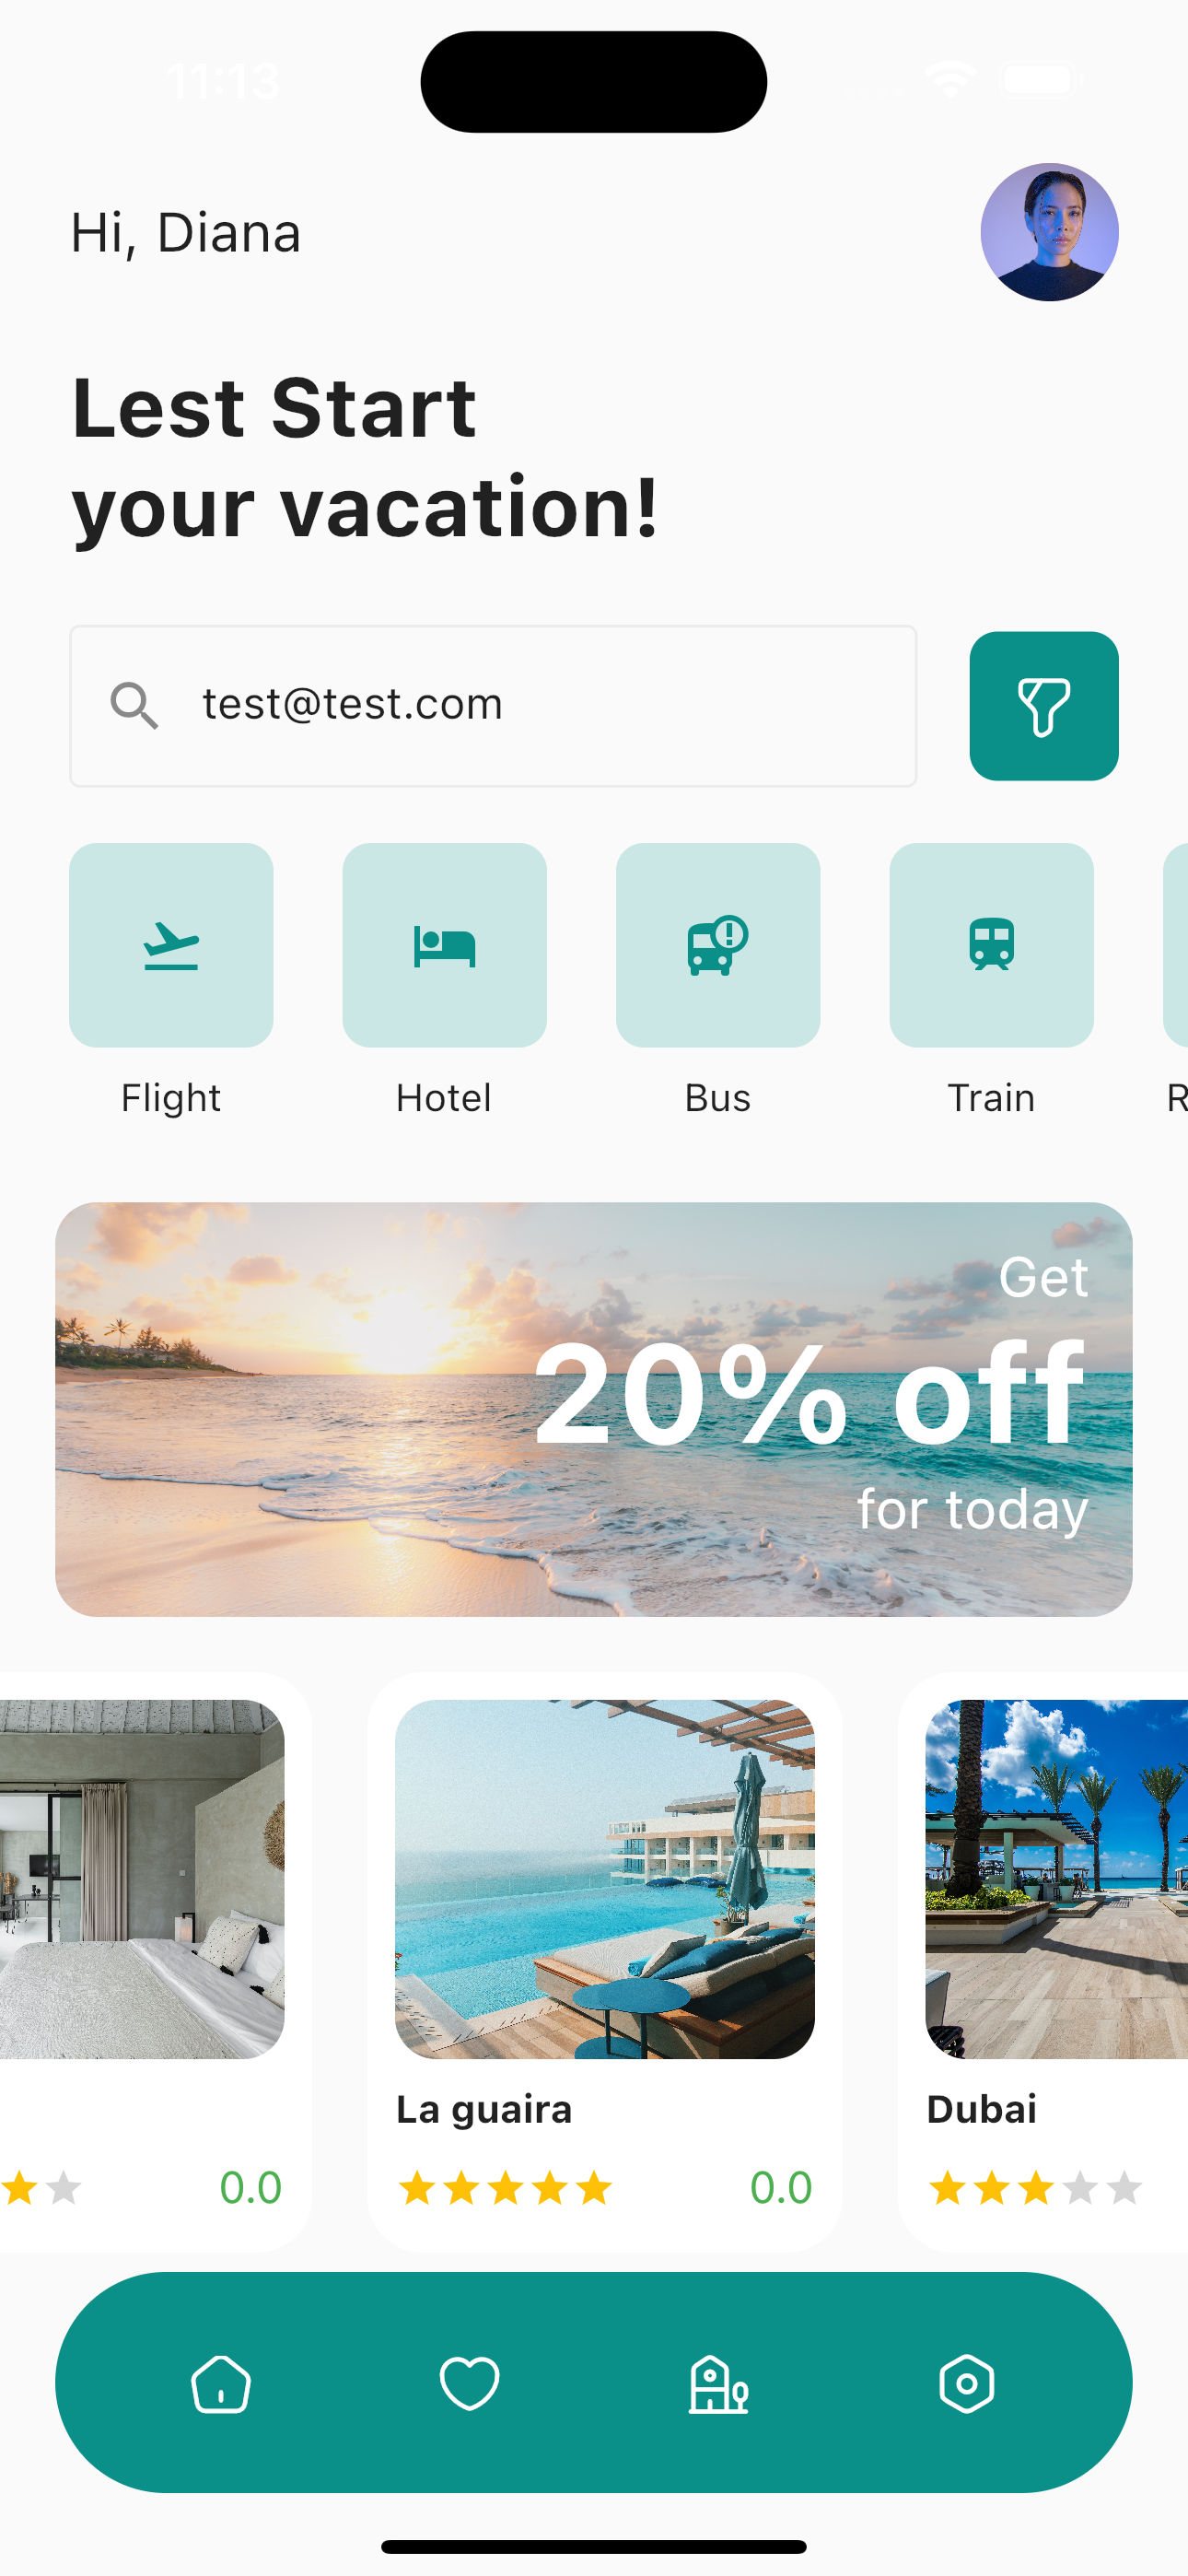 11:13
Hi, Diana
Lest Start
your vacation!
test@test.com
Flight Hotel Bus Train R
Get
20% off
for today
La guaira
Dubai
0.0
0.0